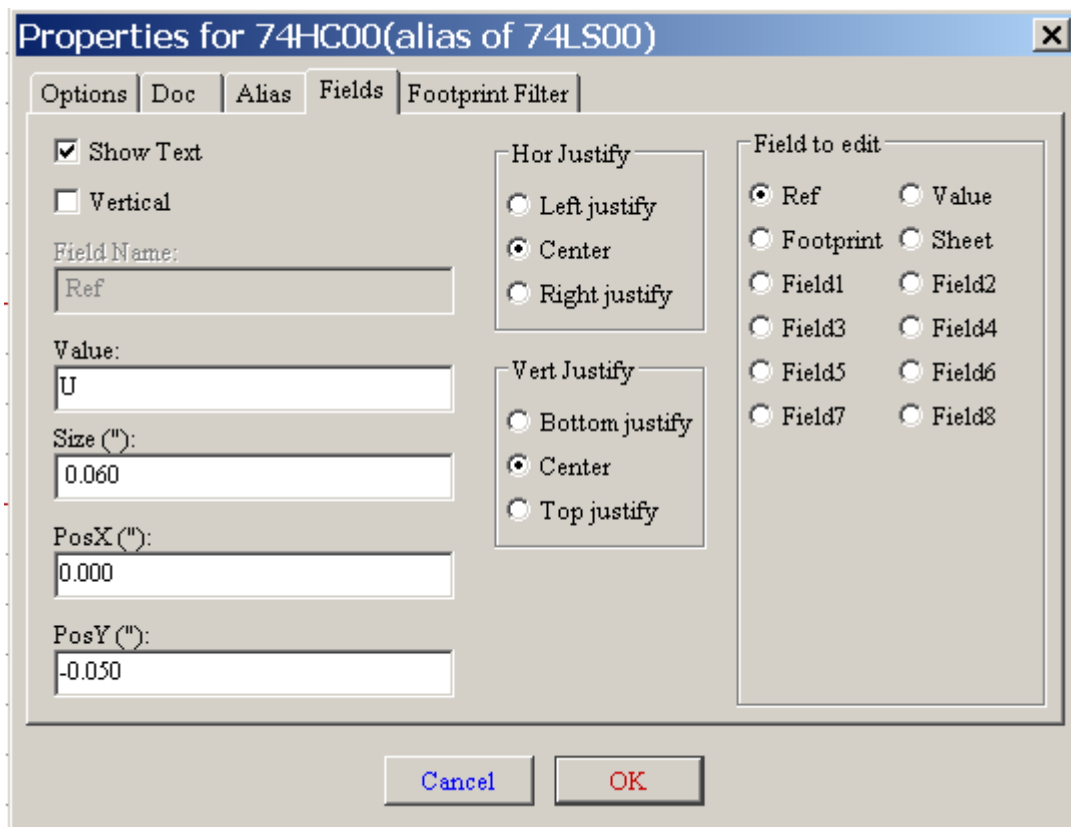 Properties for 74HC00(alias of 74LS00)
Options Doc Alias Fields Footprint Filter
Show Text
Vertical
Field Name:
Ref
Value:
U
Size ("):
0.060
PosX ("):
0.000
PosY ("):
-0.050
Hor Justify
Left justify
Center
Right justify
Vert Justify
Bottom justify
Center
Top justify
Field to edit
Ref Value
Footprint Sheet
Field1 Field2
Field3 Field4
Field5 Field6
Field7 Field8
Cancel OK